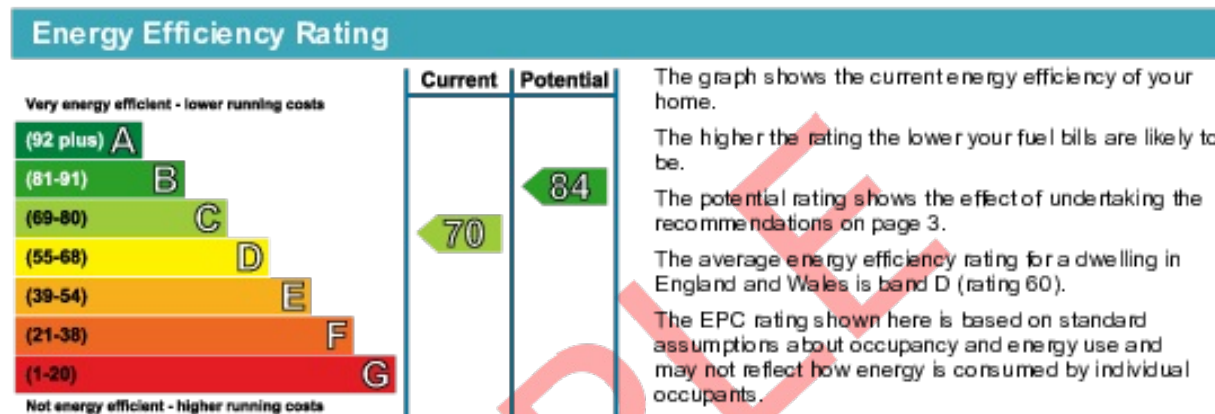 Energy Efficiency Rating
Current Potential
Very energy efficient - lower running costs
(92 plus) A
(81-91) B
(69-80) C
(55-68) D
(39-54) E
(21-38) F
(1-20) G
Not energy efficient - higher running costs
84
70
The graph shows the current energy efficiency of your
home.
The higher the rating the lower your fuel bills are likely to
be.
The potential rating shows the effect of undertaking the
recommendations on page 3.
The average energy efficiency rating for a dwelling in
England and Wales is band D (rating 60).
The EPC rating shown here is based on standard
assumptions about occupancy and energy use and
may not reflect how energy is consumed by individual
occupants.
PLE